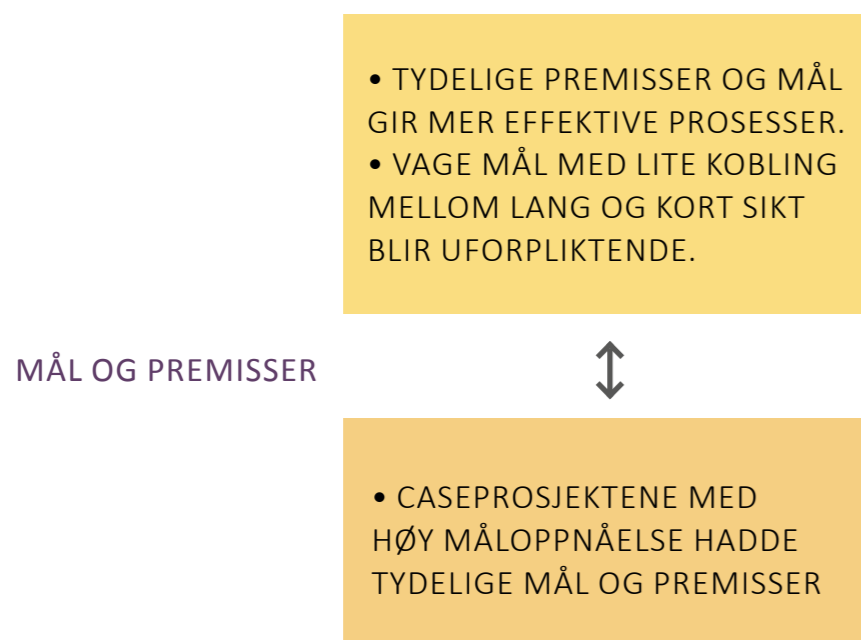 • TYDELIGE PREMISSER OG MÅL
GIR MER EFFEKTIVE PROSESSER.
• VAGE MÅL MED LITE KOBLING
MELLOM LANG OG KORT SIKT
BLIR UFORPLIKTENDE.
MÅL OG PREMISSER
• CASEPROSJEKTENE MED
HØY MÅLOPPNÅELSE HADDE
TYDELIGE MÅL OG PREMISSER